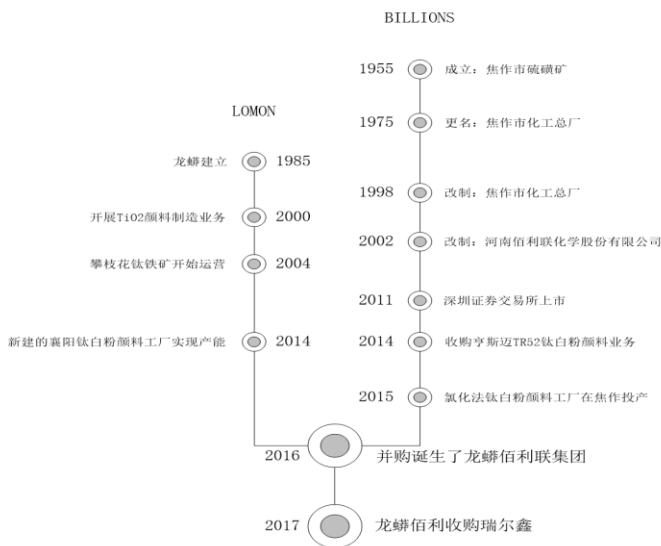 BILLIONS
1955 成立：焦作市硫磺矿
1975 更名：焦作市化工总厂
LOMON
龙蟒建立 1985
1998 改制：焦作市化工总厂
开展TiO2颜料制造业务 2000
2002 改制：河南佰利联化学股份有限公司
攀枝花钛铁矿开始运营 2004
2011 深圳证券交易所上市
新建的襄阳钛白粉颜料工厂实现产能 2014
2014 收购亨斯迈TR52钛白粉颜料业务
2015 氯化法钛白粉颜料工厂在焦作投产
2016 并购诞生了龙蟒佰利联集团
2017 龙蟒佰利收购瑞尔鑫